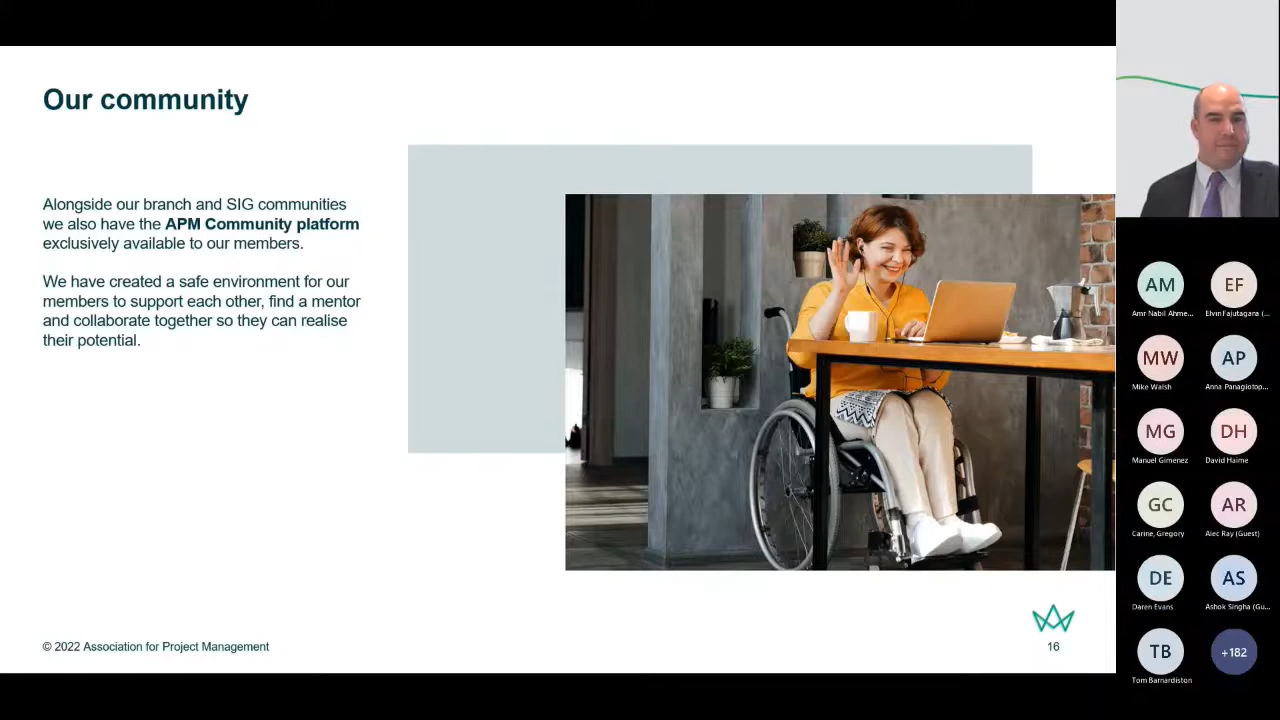 Our community
Alongside our branch and SIG communities
we also have the APM Community platform
exclusively available to our members.
We have created a safe environment for our
members to support each other, find a mentor
and collaborate together so they can realise
their potential.
© 2022 Association for Project Management
16
AM
EF
Amr Nabil Ahme...
Elvin Fajutagara (...
MW
AP
Mike Walsh
Anna Panagiotop...
MG
DH
Manuel Gimenez
David Haime
GC
AR
Carine, Gregory
Alec Ray (Guest)
DE
AS
Daren Evans
Ashok Singha (Gu...
TB
+182
Tom Barnardiston